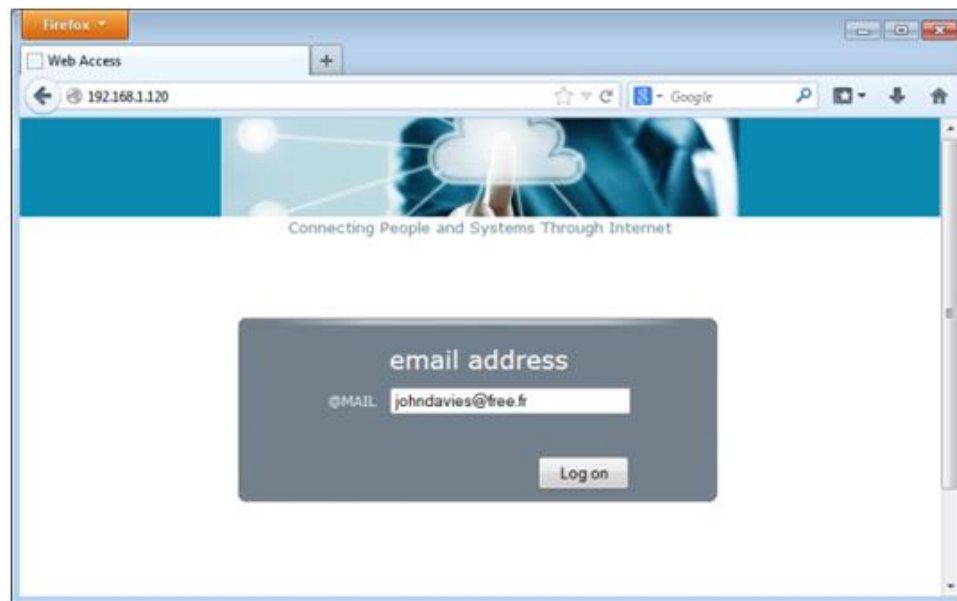 Firefox
Web Access
192.168.1.120
Google
Connecting People and Systems Through Internet
email address
@MAIL johndavies@free.fr
Log on